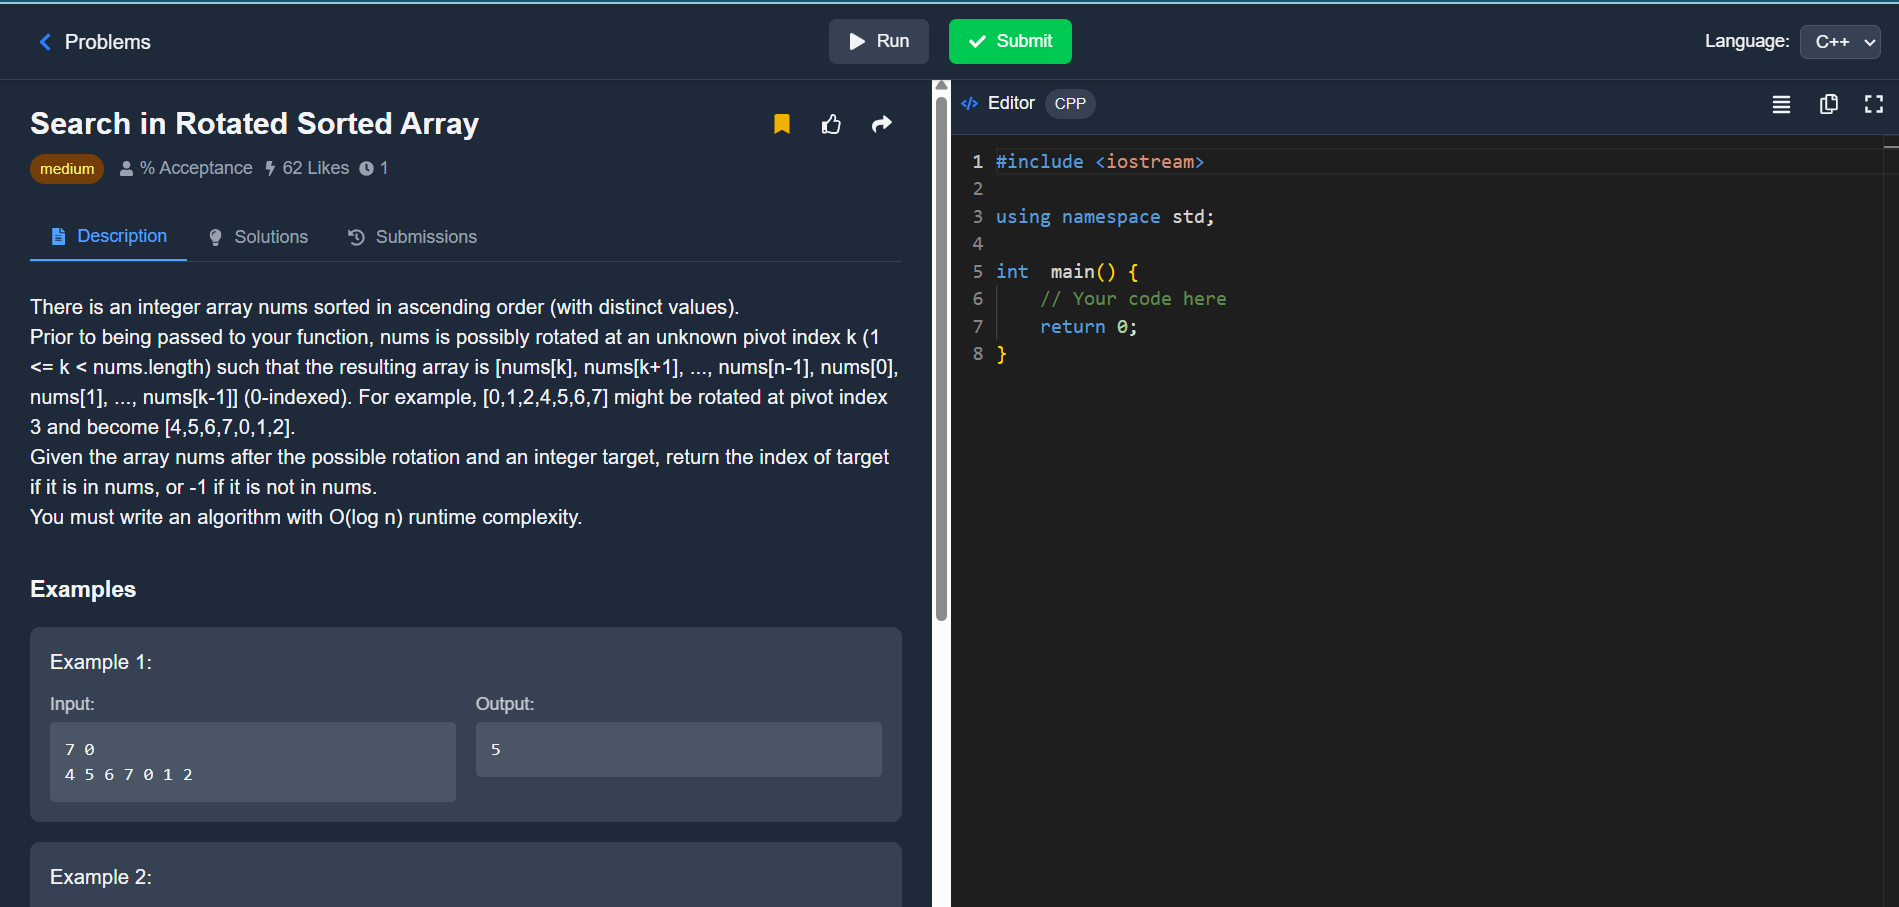 Problems
Run
Submit
Language: C++
Search in Rotated Sorted Array
medium % Acceptance 62 Likes 1
Description Solutions Submissions
There is an integer array nums sorted in ascending order (with distinct values).
Prior to being passed to your function, nums is possibly rotated at an unknown pivot index k (1
<= k < nums.length) such that the resulting array is [nums[k], nums[k+1], ..., nums[n-1], nums[0],
nums[1], ..., nums[k-1]] (0-indexed). For example, [0,1,2,4,5,6,7] might be rotated at pivot index
3 and become [4,5,6,7,0,1,2].
Given the array nums after the possible rotation and an integer target, return the index of target
if it is in nums, or -1 if it is not in nums.
You must write an algorithm with O(log n) runtime complexity.
Examples
Example 1:
Input:
7 0
4 5 6 7 0 1 2
Output:
5
Example 2:
</> Editor CPP
1 #include <iostream>
2
3 using namespace std;
4
5 int  main() {
6     // Your code here
7     return 0;
8 }